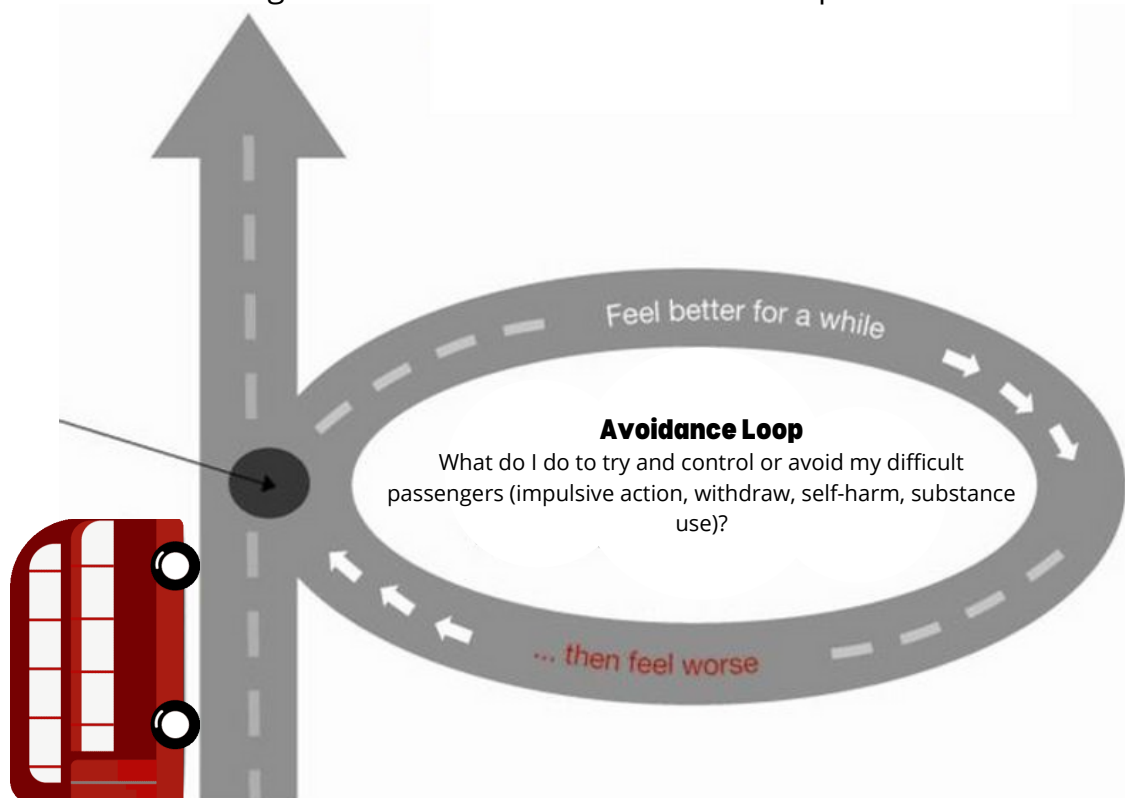 Feel better for a while
Avoidance Loop
What do I do to try and control or avoid my difficult
passengers (impulsive action, withdraw, self-harm, substance
use)?
... then feel worse